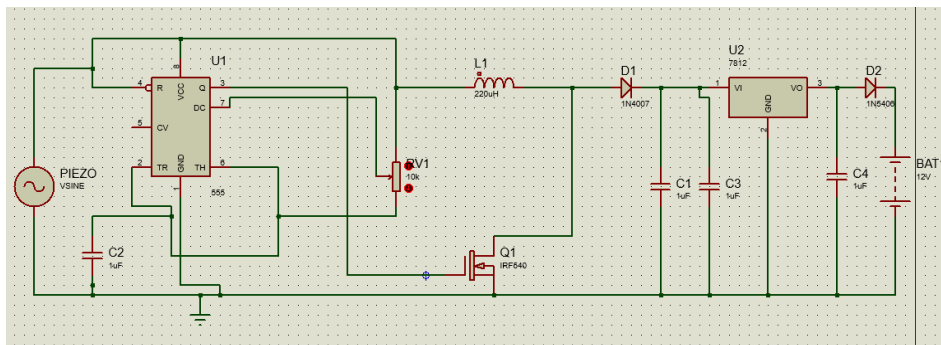 U1
L1
220uH
D1
1N4007
U2
7812
D2
1N5406
8
VCC
4
R
Q
3
DC
7
5
CV
2
TR
GND
TH
6
1
555
PIEZO
VSINE
RV1
10k
1
VI
VO
3
GND
2
BAT
12V
C1
1uF
C3
1uF
C4
1uF
C2
1uF
Q1
IRF640